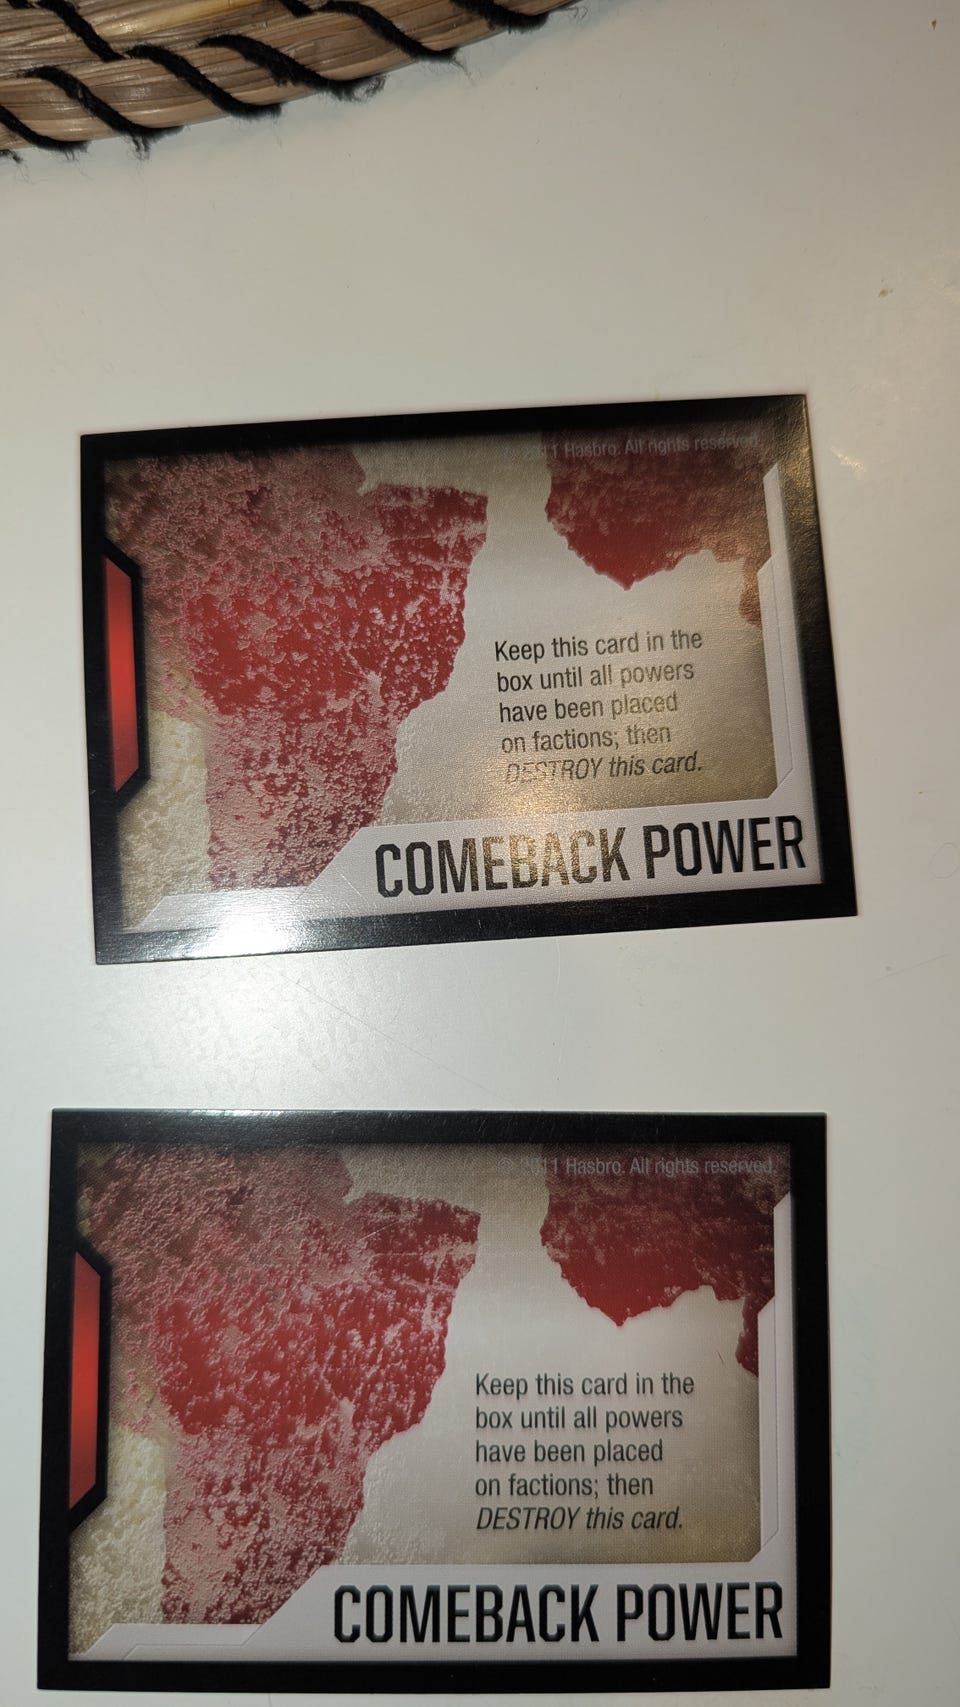 2011 Hasbro. All rights reserved.
Keep this card in the
box until all powers
have been placed
on factions; then
DESTROY this card.
COMEBACK POWER
© 2011 Hasbro. All rights reserved.
Keep this card in the
box until all powers
have been placed
on factions; then
DESTROY this card.
COMEBACK POWER